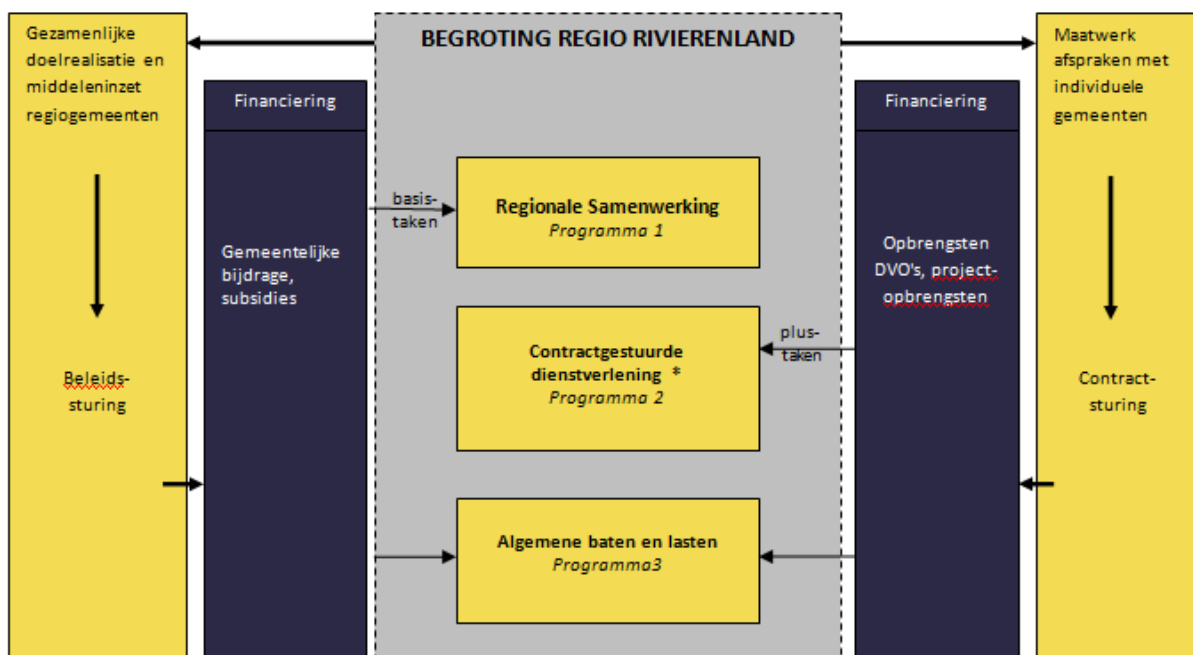 Gezamenlijke
doelrealisatie en
middeleninzet
regiogemeenten
Beleids-
sturing
Financiering
Gemeentelijke
bijdrage,
subsidies
BEGROTING REGIO RIVIERENLAND
basis-
taken
Regionale Samenwerking
Programma 1
Contractgestuurde
dienstverlening *
Programma 2
plus-
taken
Algemene baten en lasten
Programma3
Financiering
Opbrengsten
DVO's, project-
opbrengsten
Maatwerk
afspraken met
individuele
gemeenten
Contract-
sturing